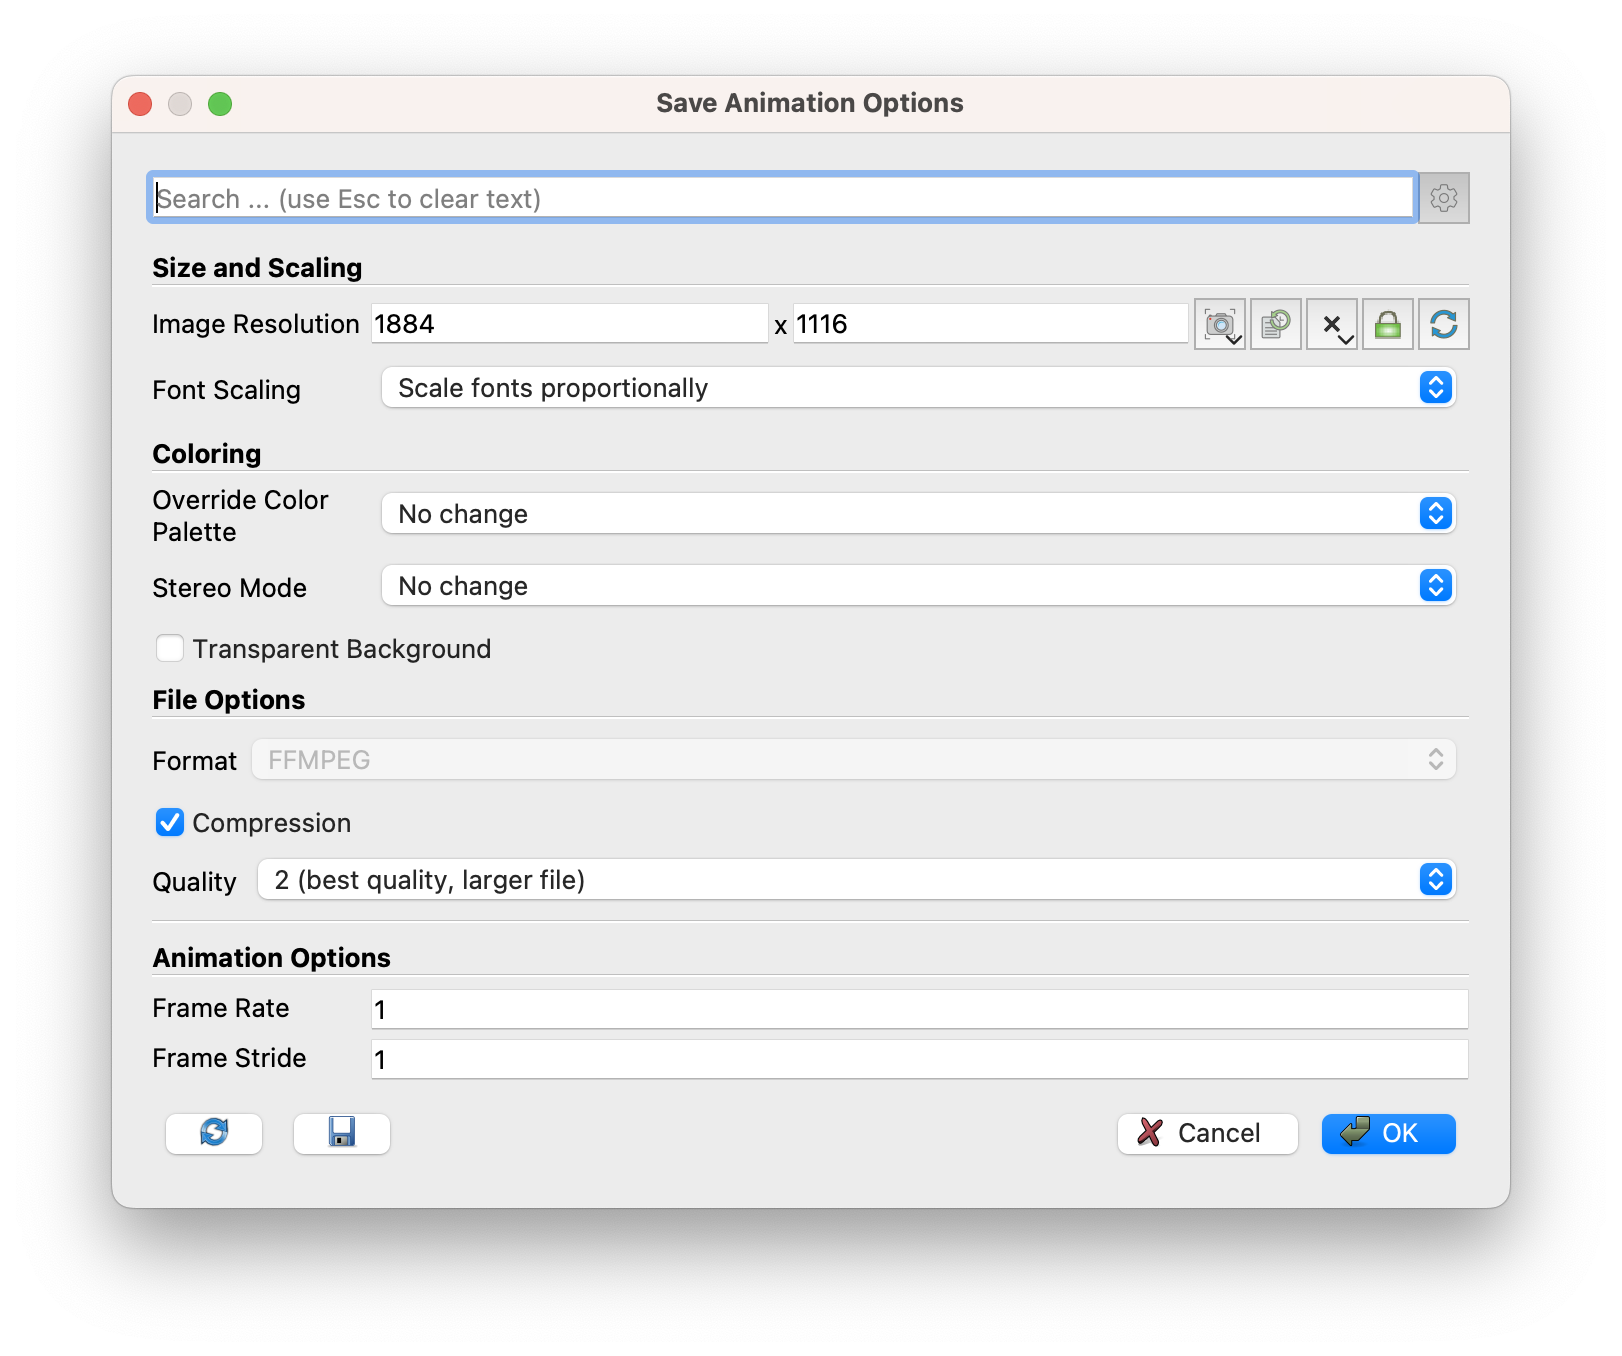 Save Animation Options
Search ... (use Esc to clear text)
Size and Scaling
Image Resolution 1884 x 1116
Font Scaling Scale fonts proportionally
Coloring
Override Color
Palette
No change
Stereo Mode No change
Transparent Background
File Options
Format FFMPEG
Compression
Quality 2 (best quality, larger file)
Animation Options
Frame Rate 1
Frame Stride 1
Cancel OK